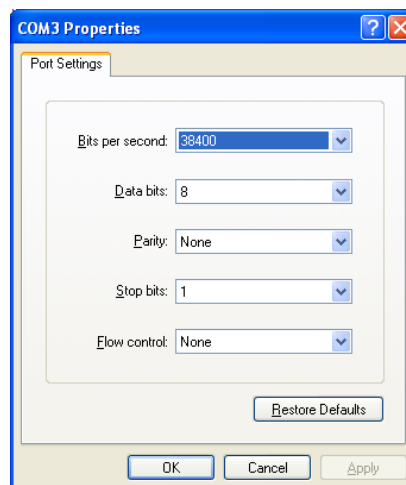 COM3 Properties
Port Settings
Bits per second: 38400
Data bits: 8
Parity: None
Stop bits: 1
Flow control: None
Restore Defaults
OK Cancel Apply